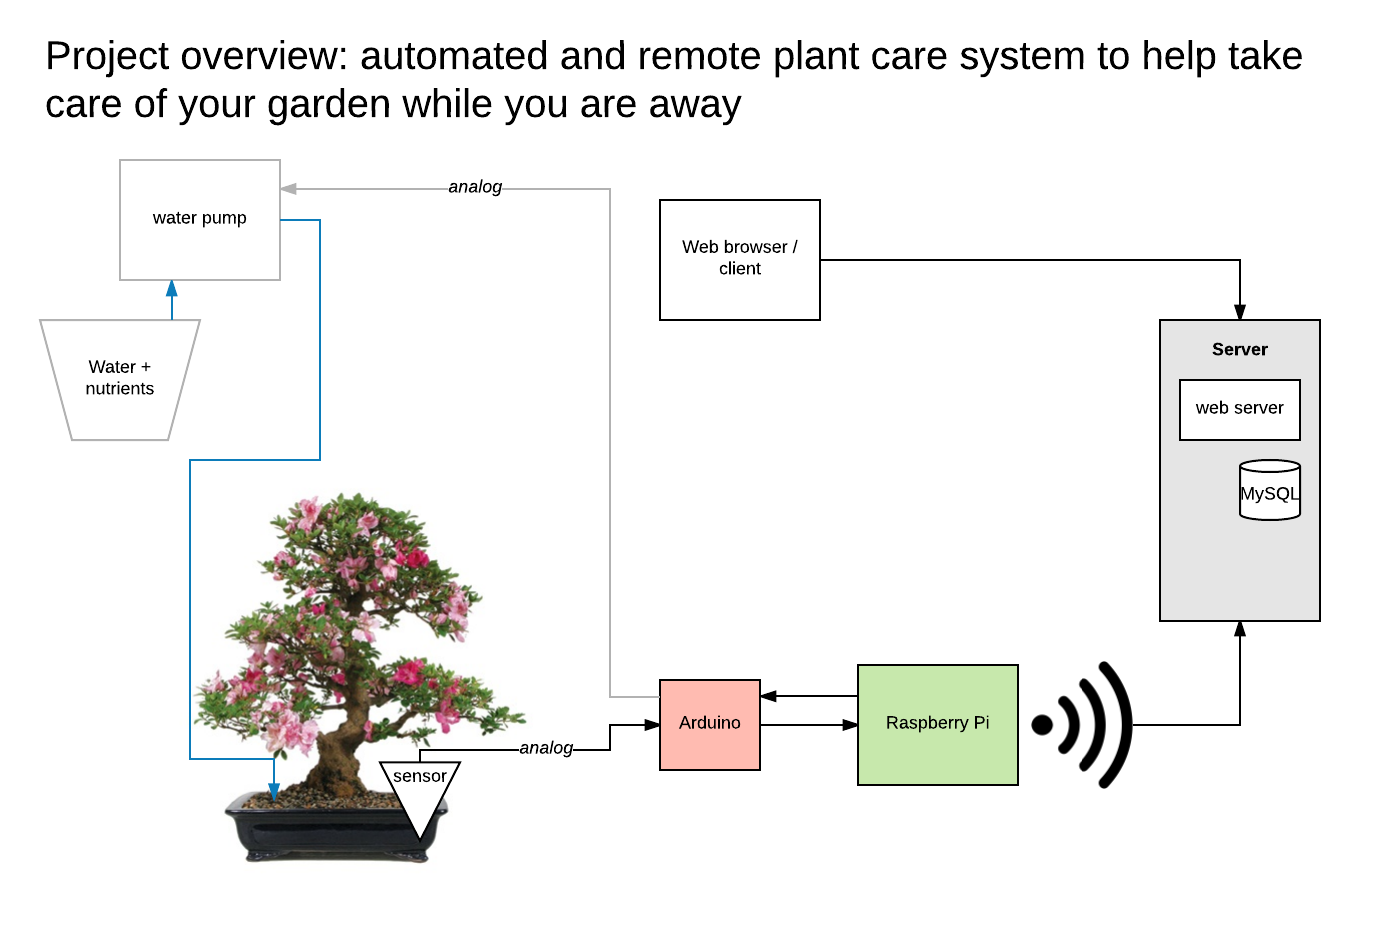 Project overview: automated and remote plant care system to help take
care of your garden while you are away
analog
water pump
Web browser /
client
Server
Water +
nutrients
web server
MySQL
Arduino
Raspberry Pi
analog
sensor